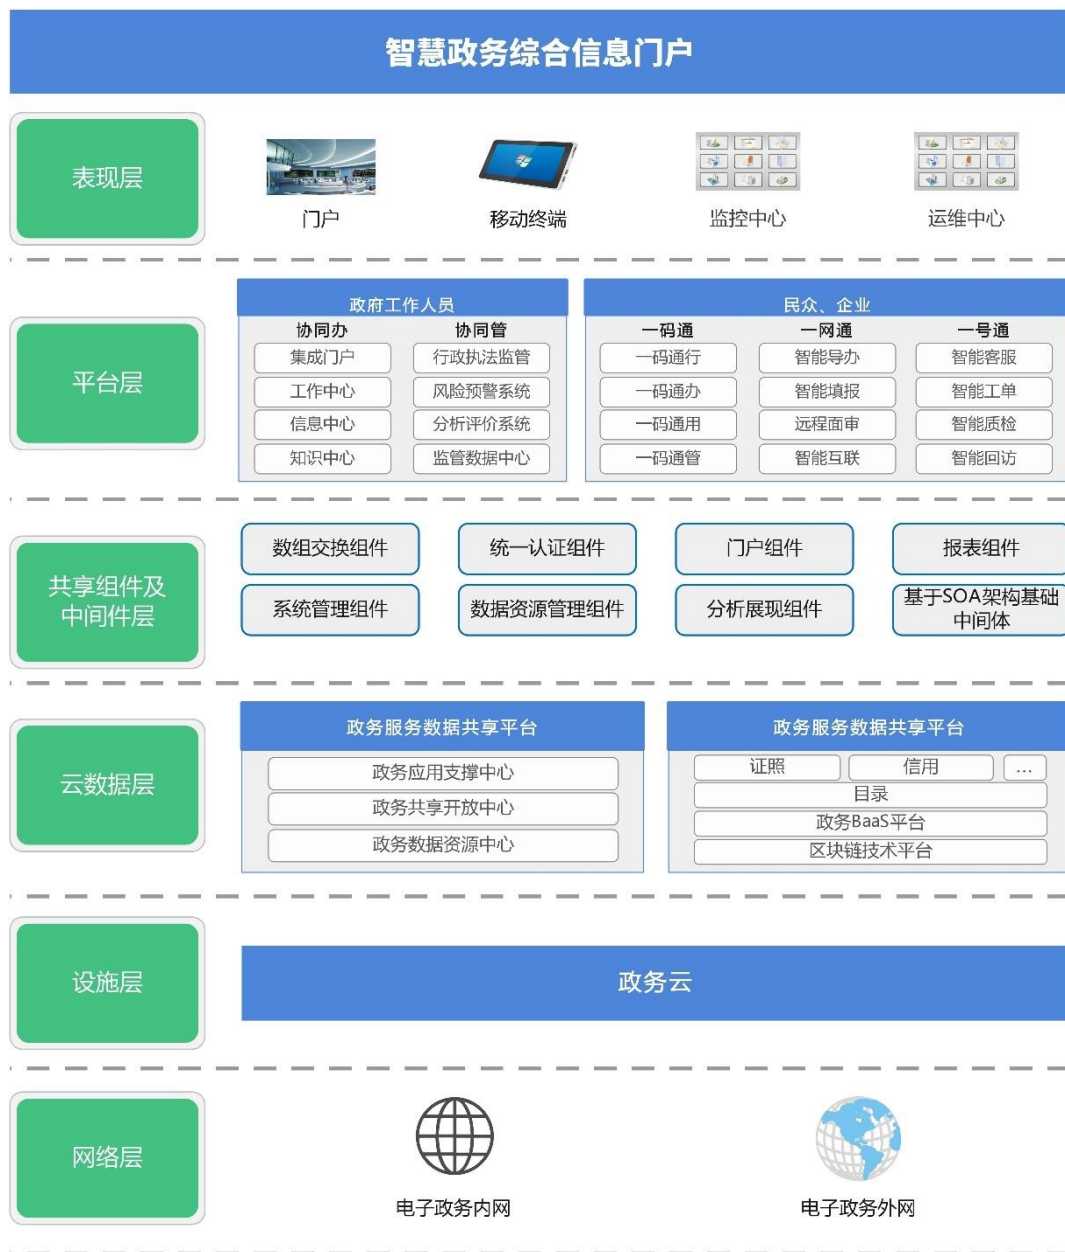 智慧政务综合信息门户
表现层
门户
移动终端
监控中心
运维中心
平台层
政府工作人员
民众、企业
协同办
协同管
一码通
一网通
一号通
集成门户
行政执法监管
一码通行
智能导办
智能客服
工作中心
风险预警系统
一码通办
智能填报
智能工单
信息中心
分析评价系统
一码通用
远程面审
智能质检
知识中心
监管数据中心
一码通管
智能互联
智能回访
共享组件及
中间件层
数组交换组件
统一认证组件
门户组件
报表组件
系统管理组件
数据资源管理组件
分析展现组件
基于SOA架构基础
中间体
云数据层
政务服务数据共享平台
政务服务数据共享平台
政务应用支撑中心
政务共享开放中心
政务数据资源中心
证照
信用
...
目录
政务BaaS平台
区块链技术平台
设施层
政务云
网络层
电子政务内网
电子政务外网